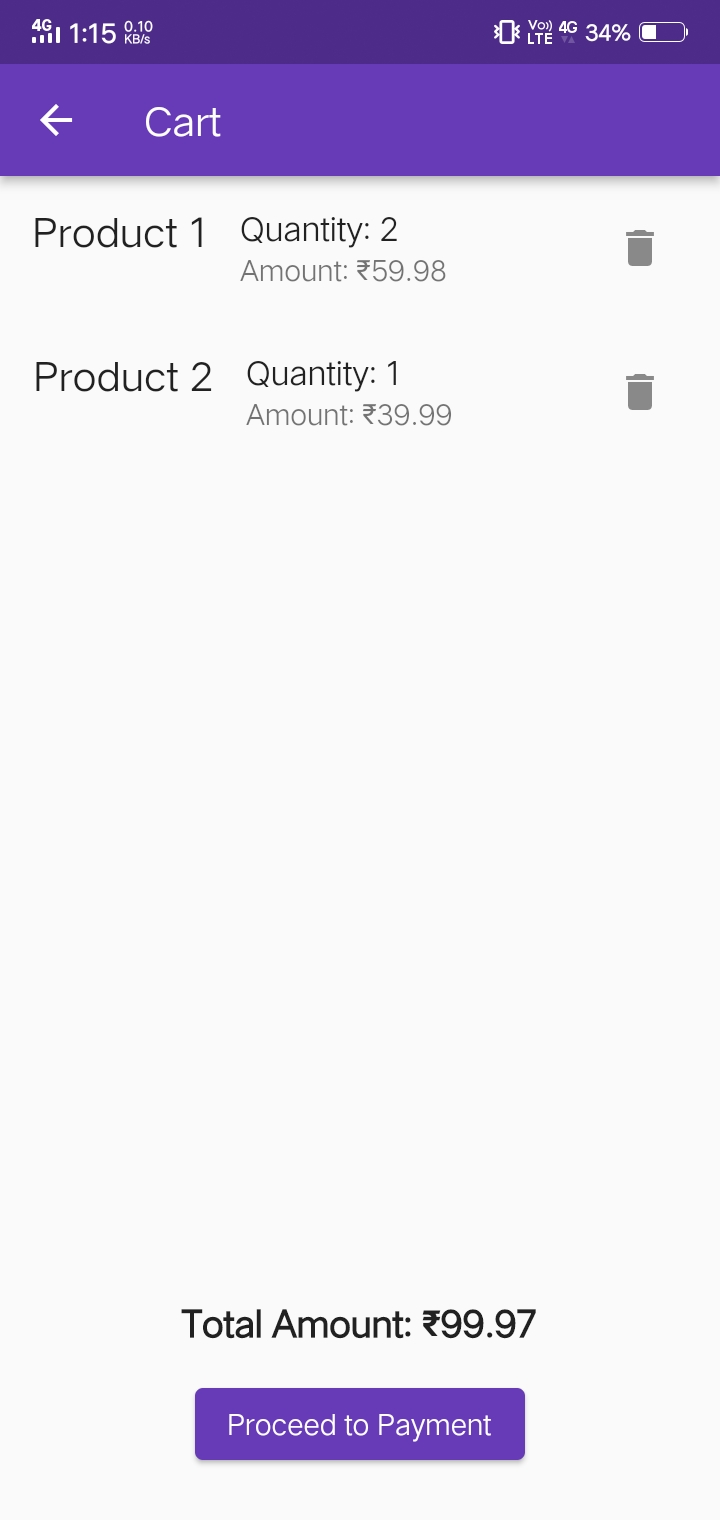 4G 1:15 0.10 KB/s Vo)) LTE 4G 34%
Cart
Product 1 Quantity: 2
Amount: ₹59.98
Product 2 Quantity: 1
Amount: ₹39.99
Total Amount: ₹99.97
Proceed to Payment